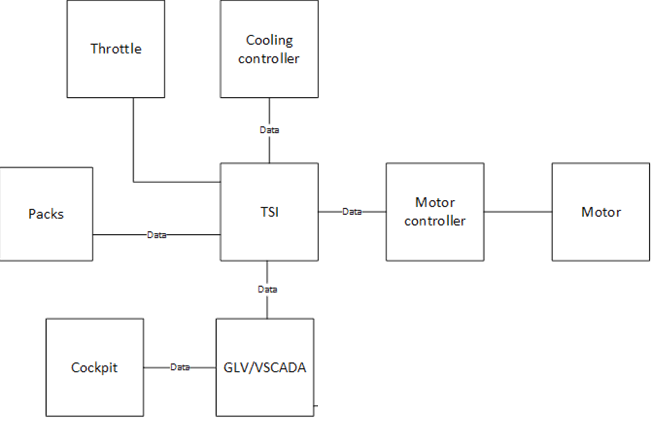 Throttle
Cooling
controller
Data
Packs
Data
TSI
Data
Motor
controller
Motor
Data
Cockpit
Data
GLV/VSCADA